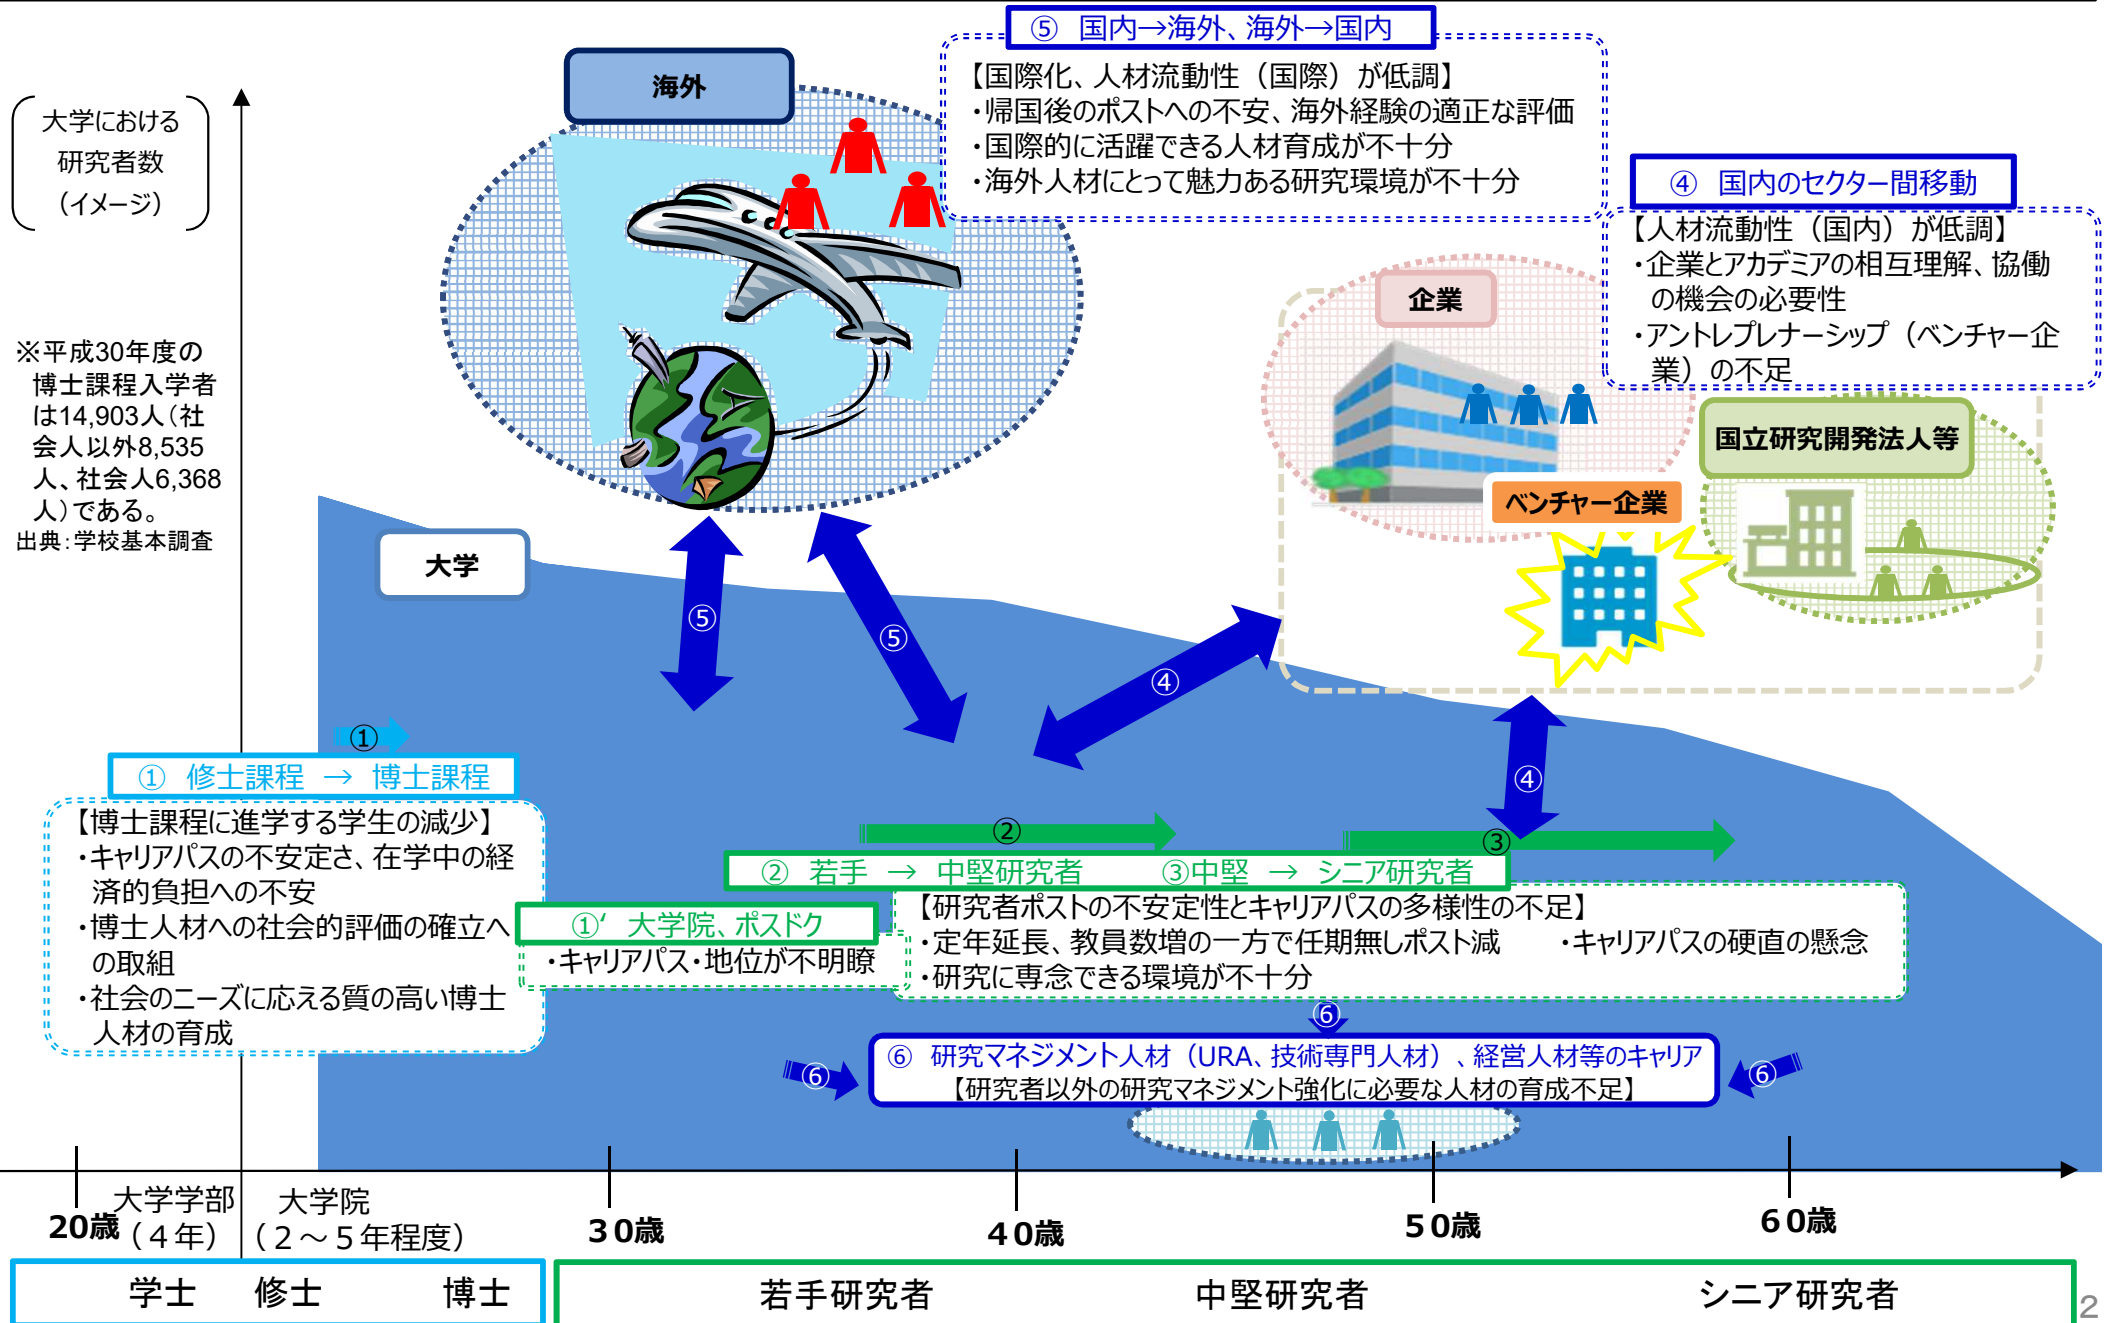 ⑤ 国内→海外、海外→国内
【国際化、人材流動性（国際）が低調】
・帰国後のポストへの不安、海外経験の適正な評価
・国際的に活躍できる人材育成が不十分
・海外人材にとって魅力ある研究環境が不十分
海外
大学における
研究者数
（イメージ）
④ 国内のセクター間移動
【人材流動性（国内）が低調】
・企業とアカデミアの相互理解、協働
の機会の必要性
・アントレプレナーシップ（ベンチャー企
業）の不足
企業
※平成30年度の
博士課程入学者
は14,903人（社
会人以外8,535
人、社会人6,368
人）である。
出典：学校基本調査
国立研究開発法人等
ベンチャー企業
大学
⑤
⑤
④
④
①
① 修士課程 → 博士課程
【博士課程に進学する学生の減少】
・キャリアパスの不安定さ、在学中の経
済的負担への不安
・博士人材への社会的評価の確立へ
の取組
・社会のニーズに応える質の高い博士
人材の育成
②
③
② 若手 → 中堅研究者 ③中堅 → シニア研究者
①’ 大学院、ポスドク
・キャリアパス・地位が不明瞭
【研究者ポストの不安定性とキャリアパスの多様性の不足】
・定年延長、教員数増の一方で任期無しポスト減 ・キャリアパスの硬直の懸念
・研究に専念できる環境が不十分
⑥
⑥
⑥
⑥ 研究マネジメント人材（URA、技術専門人材）、経営人材等のキャリア
【研究者以外の研究マネジメント強化に必要な人材の育成不足】
20歳
大学学部
（４年）
大学院
（２～５年程度）
30歳
40歳
50歳
60歳
学士 修士 博士
若手研究者 中堅研究者 シニア研究者
2